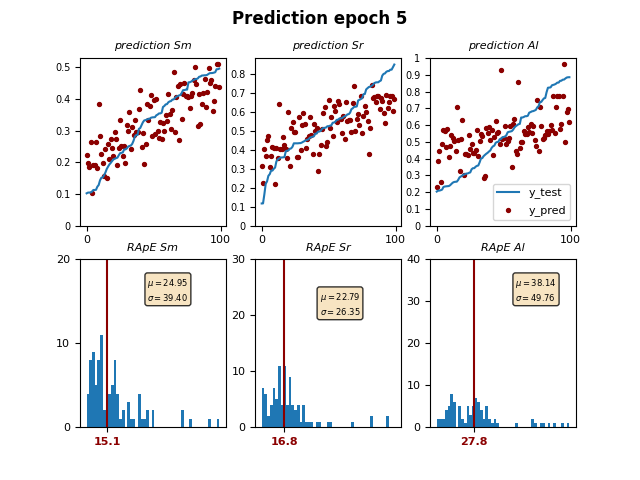 Prediction epoch 5
prediction Sm
prediction Sr
prediction Al
0.5
0.4
0.3
0.2
0.1
0
0 100
0.8
0.7
0.6
0.5
0.4
0.3
0.2
0.1
0
0 100
1
0.9
0.8
0.7
0.6
0.5
0.4
0.3
0.2
0.1
0
0 100
y_test
y_pred
RApE Sm
RApE Sr
RApE Al
20
10
0
μ = 24.95
σ = 39.40
15.1
30
20
10
0
μ = 22.79
σ = 26.35
16.8
40
30
20
10
0
μ = 38.14
σ = 49.76
27.8